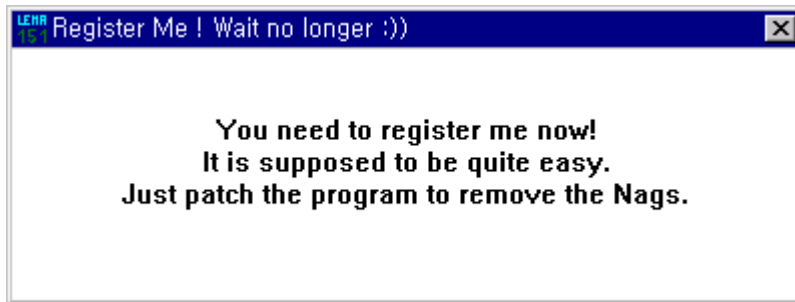 LEMA
151
Register Me ! Wait no longer :))
You need to register me now!
It is supposed to be quite easy.
Just patch the program to remove the Nags.